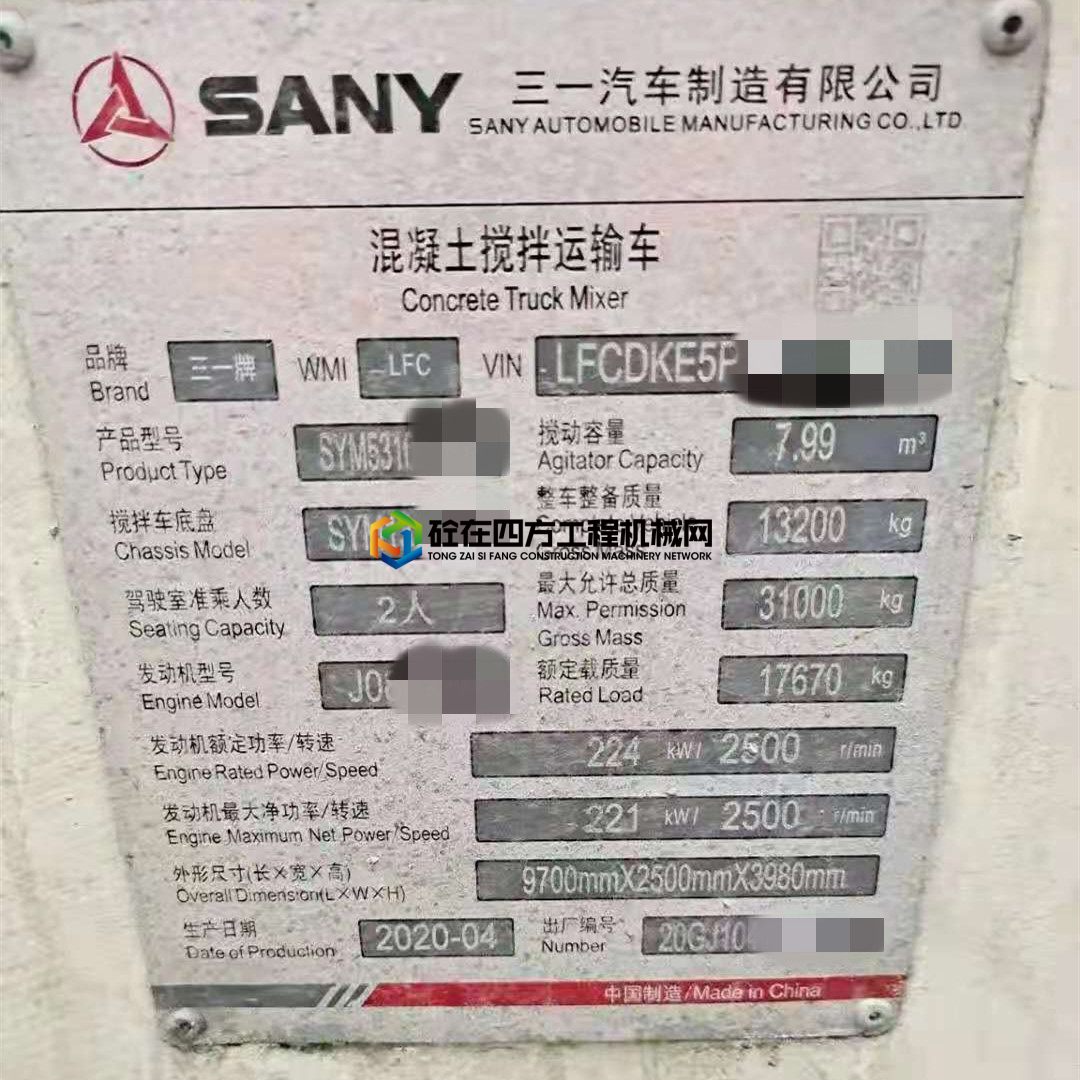 SANY 三一汽车制造有限公司
SANY AUTOMOBILE MANUFACTURING CO.,LTD
混凝土搅拌运输车
Concrete Truck Mixer
品牌 Brand 三一牌 WMI LFC VIN LFCDKE5P
产品型号 Product Type SYM531
搅动容量 Agitator Capacity 7.99 m³
搅拌车底盘 Chassis Model SY
整车整备质量 Gross Mass 13200 kg
砼在四方工程机械网
TONG ZAI SI FANG CONSTRUCTION MACHINERY NETWORK
驾驶室准乘人数 Seating Capacity 2人
最大允许总质量 Max. Permission Gross Mass 31000 kg
发动机型号 Engine Model J0
额定载质量 Rated Load 17670 kg
发动机额定功率/转速 Engine Rated Power/Speed 224 kW/ 2500 r/min
发动机最大净功率/转速 Engine Maximum Net Power/Speed 221 kW/ 2500 r/min
外形尺寸(长×宽×高) Overall Dimension(L×W×H) 9700mmX2500mmX3980mm
生产日期 Date of Production 2020-04 出厂编号 Number 20GJ10
中国制造/Made in China